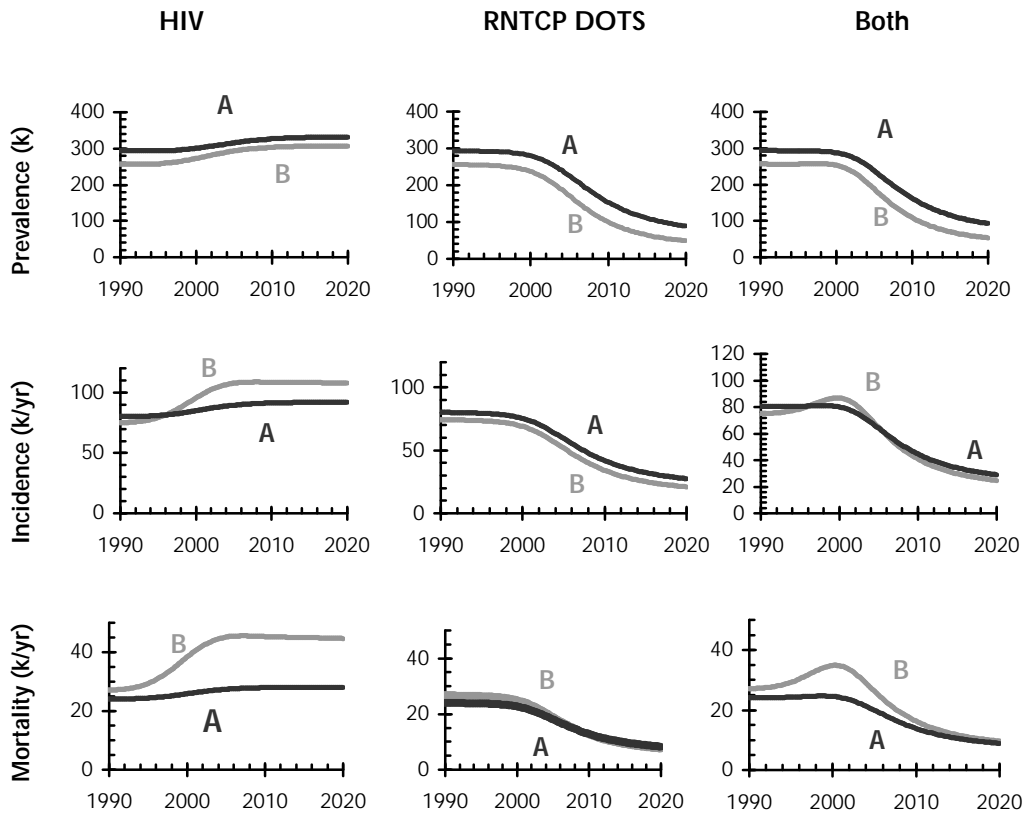 HIV RNTCP DOTS Both
Prevalence (k)
400
300
200
100
0
A
B
1990 2000 2010 2020
400
300
200
100
0
A
B
1990 2000 2010 2020
400
300
200
100
0
A
B
1990 2000 2010 2020
Incidence (k/yr)
100
50
0
B
A
1990 2000 2010 2020
100
50
0
A
B
1990 2000 2010 2020
120
100
80
60
40
20
0
B
A
1990 2000 2010 2020
Mortality (k/yr)
40
20
0
B
A
1990 2000 2010 2020
40
20
0
B
A
1990 2000 2010 2020
40
20
0
B
A
1990 2000 2010 2020